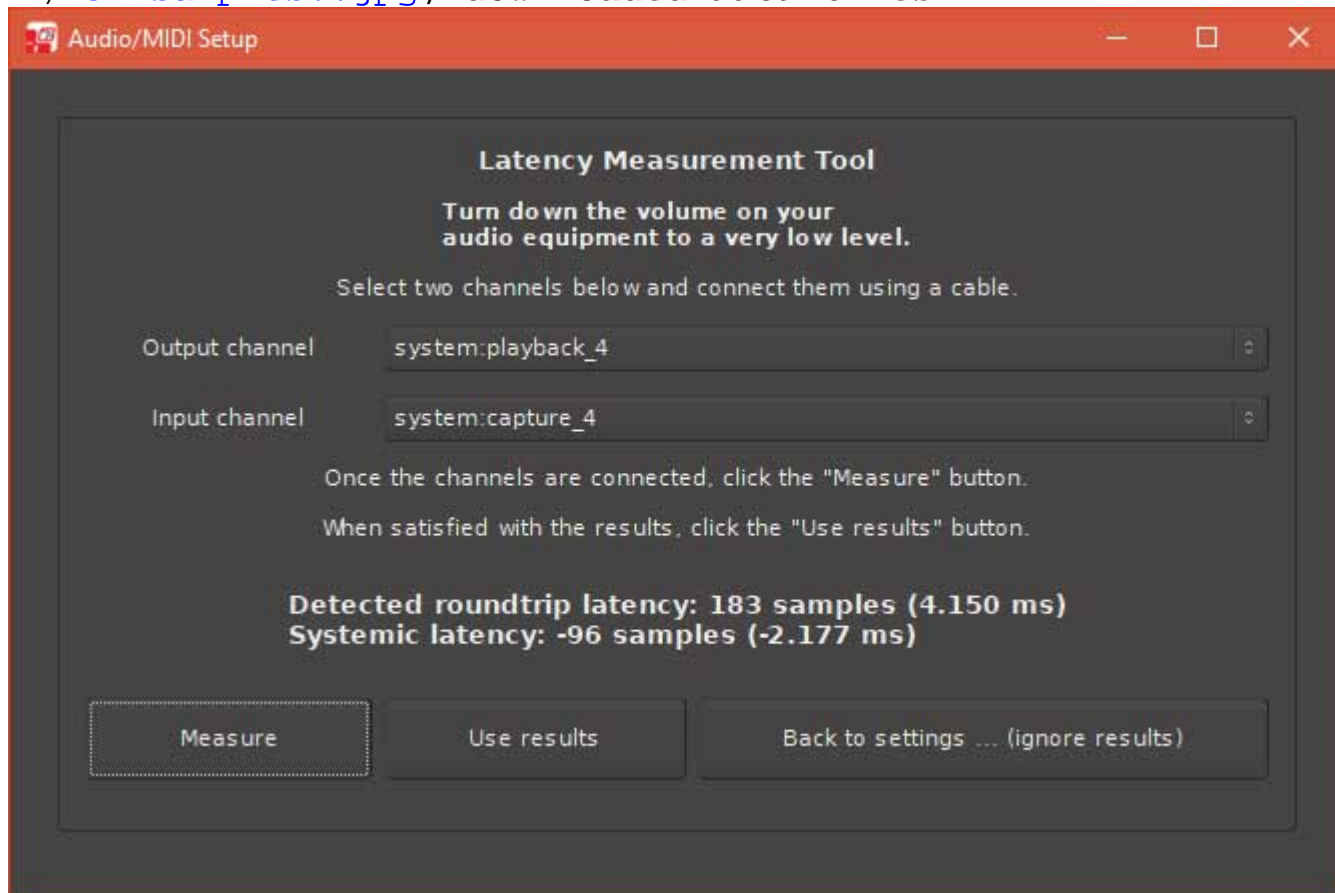 Audio/MIDI Setup
Latency Measurement Tool
Turn down the volume on your
audio equipment to a very low level.
Select two channels below and connect them using a cable.
Output channel system:playback_4
Input channel system:capture_4
Once the channels are connected, click the "Measure" button.
When satisfied with the results, click the "Use results" button.
Detected roundtrip latency: 183 samples (4.150 ms)
Systemic latency: -96 samples (-2.177 ms)
Measure Use results Back to settings ... (ignore results)